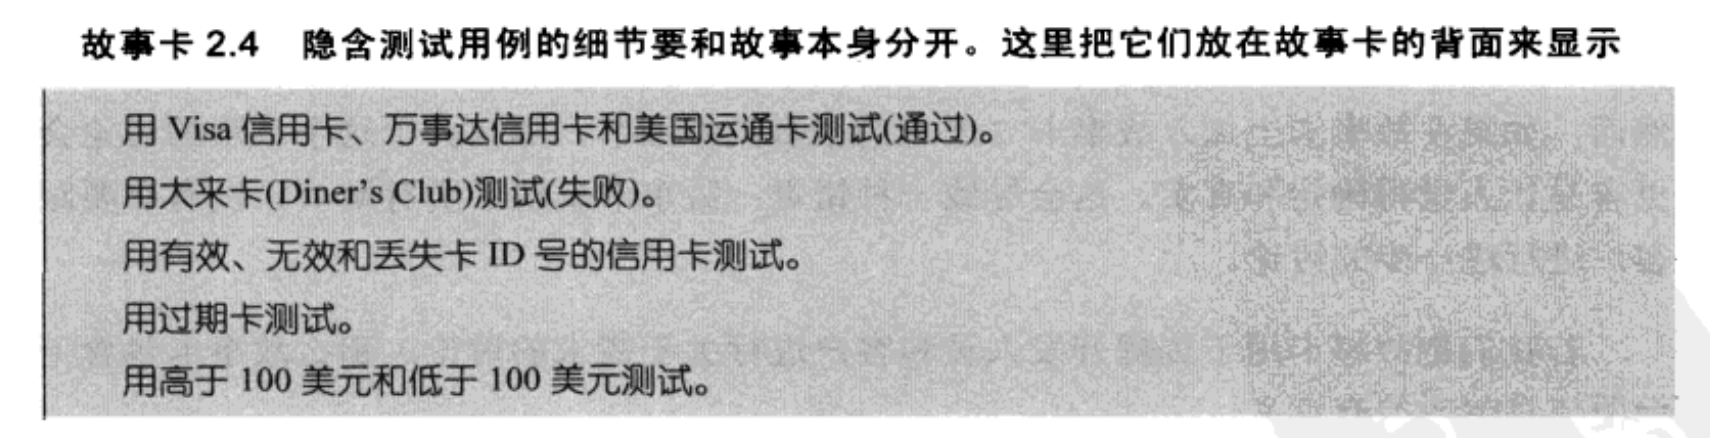 故事卡 2.4 隐含测试用例的细节要和故事本身分开。这里把它们放在故事卡的背面来显示
用 Visa 信用卡、万事达信用卡和美国运通卡测试(通过)。
用大来卡(Diner's Club)测试(失败)。
用有效、无效和丢失卡 ID 号的信用卡测试。
用过期卡测试。
用高于 100 美元和低于 100 美元测试。